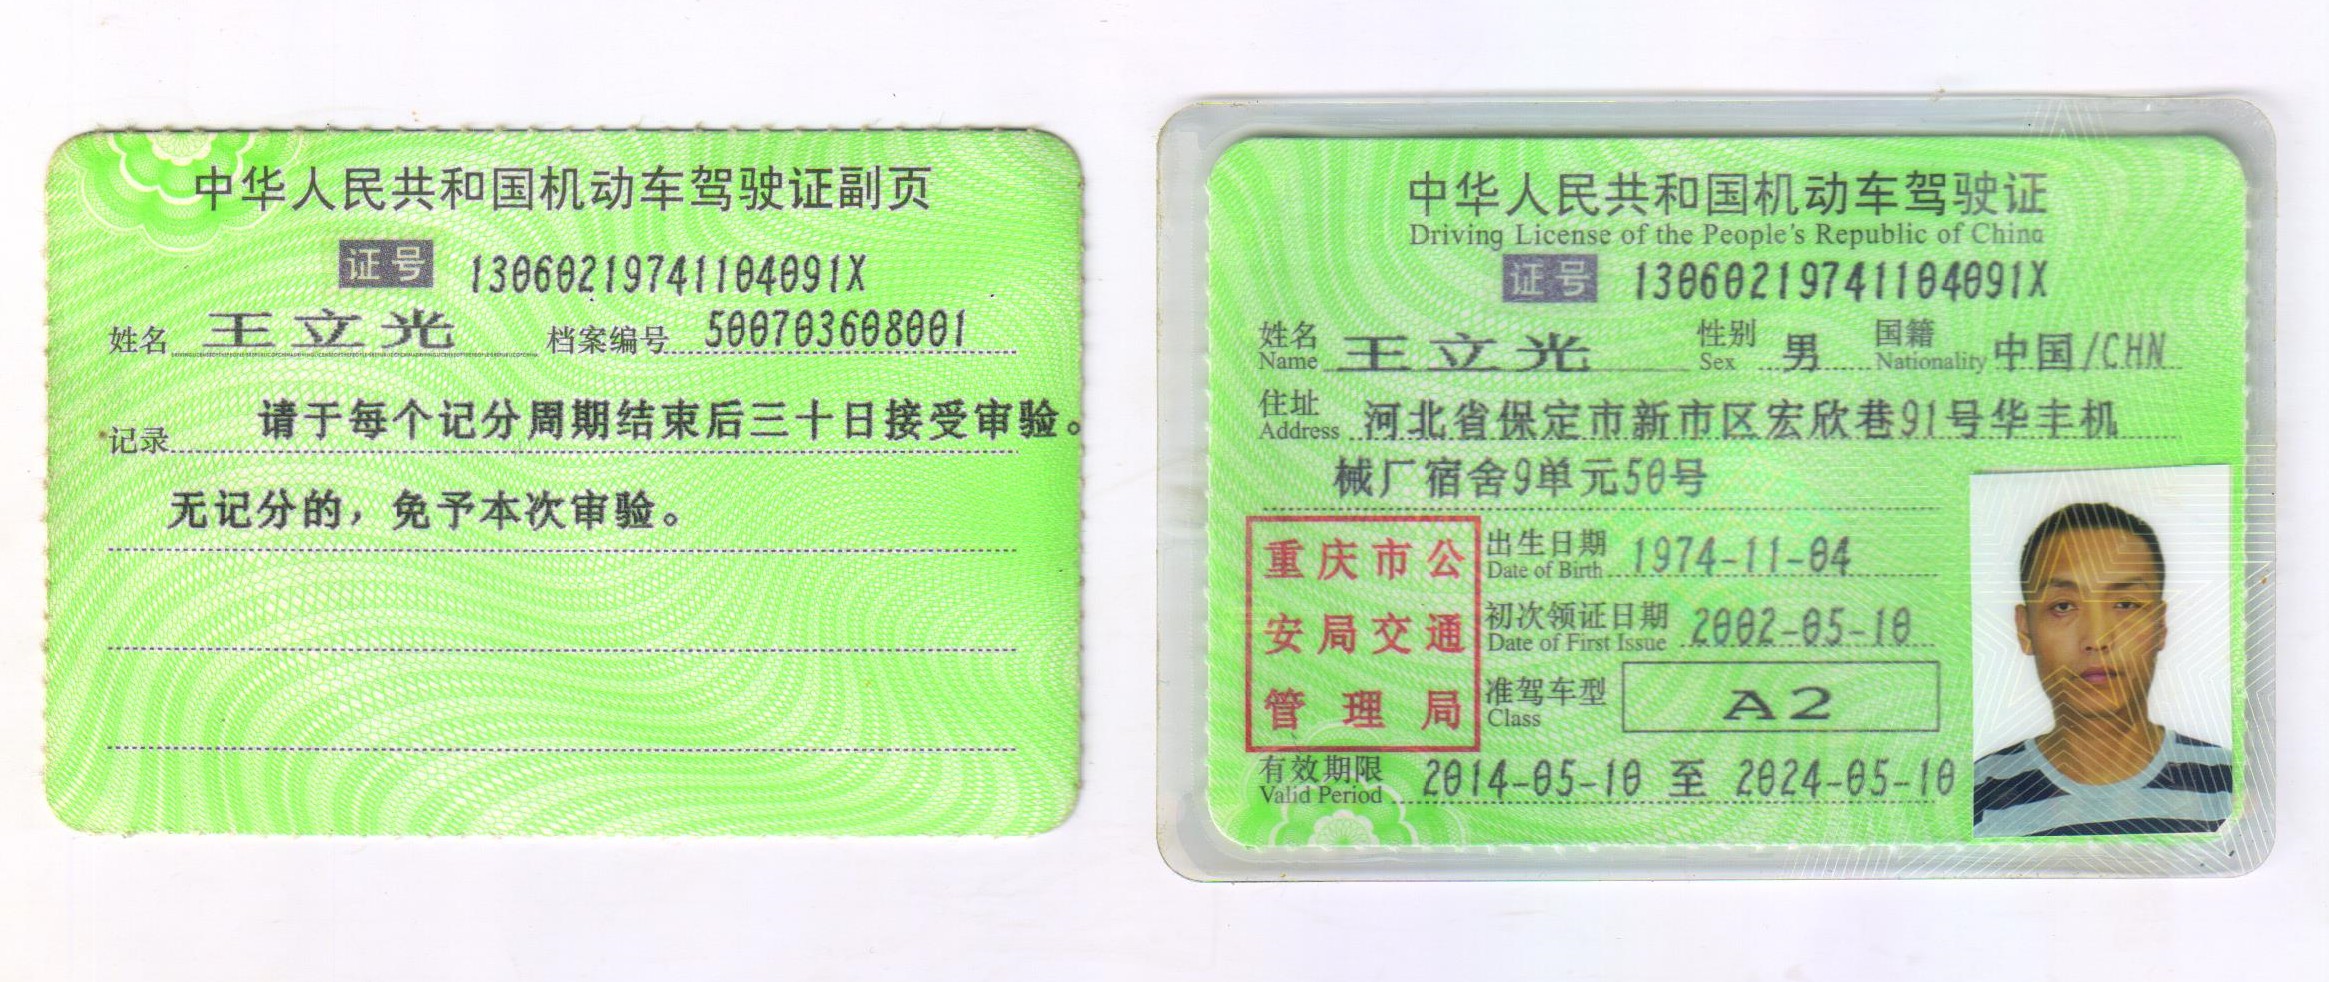 中华人民共和国机动车驾驶证副页
证号 13060219741104091X
姓名 王立光 档案编号 500703608001
记录 请于每个记分周期结束后三十日接受审验。
无记分的，免予本次审验。
中华人民共和国机动车驾驶证
Driving License of the People's Republic of China
证号 13060219741104091X
姓名 王立光 性别 男 国籍 中国/CHN
Name Sex Nationality
住址 河北省保定市新市区宏欣巷91号华丰机
Address
械厂宿舍9单元50号
重庆市公
安局交通
管理局
出生日期 1974-11-04
Date of Birth
初次领证日期 2002-05-10
Date of First Issue
准驾车型 A2
Class
有效期限 2014-05-10 至 2024-05-10
Valid Period